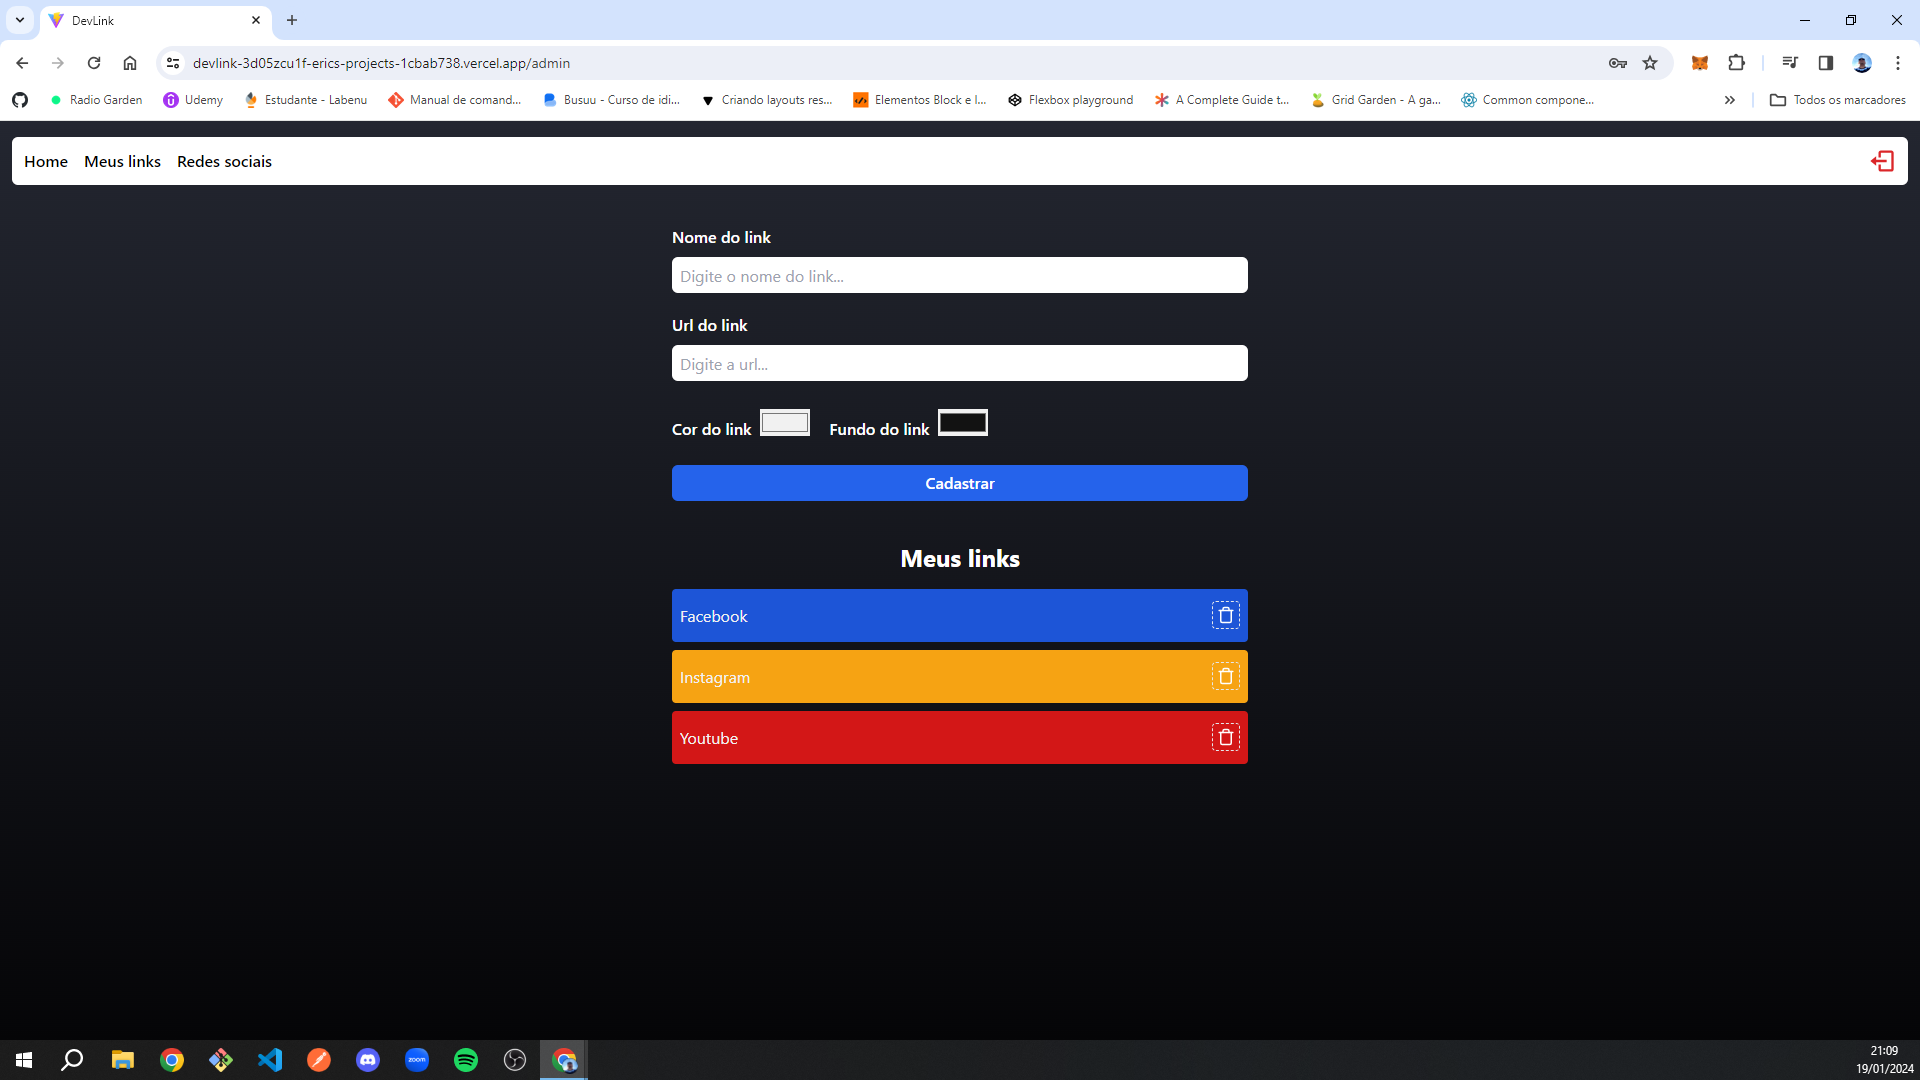 DevLink
devlink-3d05zcu1f-erics-projects-1cbab738.vercel.app/admin
Radio Garden Udemy Estudante - Labenu Manual de comand... Busuu - Curso de idi... Criando layouts res... Elementos Block e I... Flexbox playground A Complete Guide t... Grid Garden - A ga... Common compone... Todos os marcadores
Home Meus links Redes sociais
Nome do link
Digite o nome do link...
Url do link
Digite a url...
Cor do link Fundo do link
Cadastrar
Meus links
Facebook
Instagram
Youtube
zoom
21:09
19/01/2024